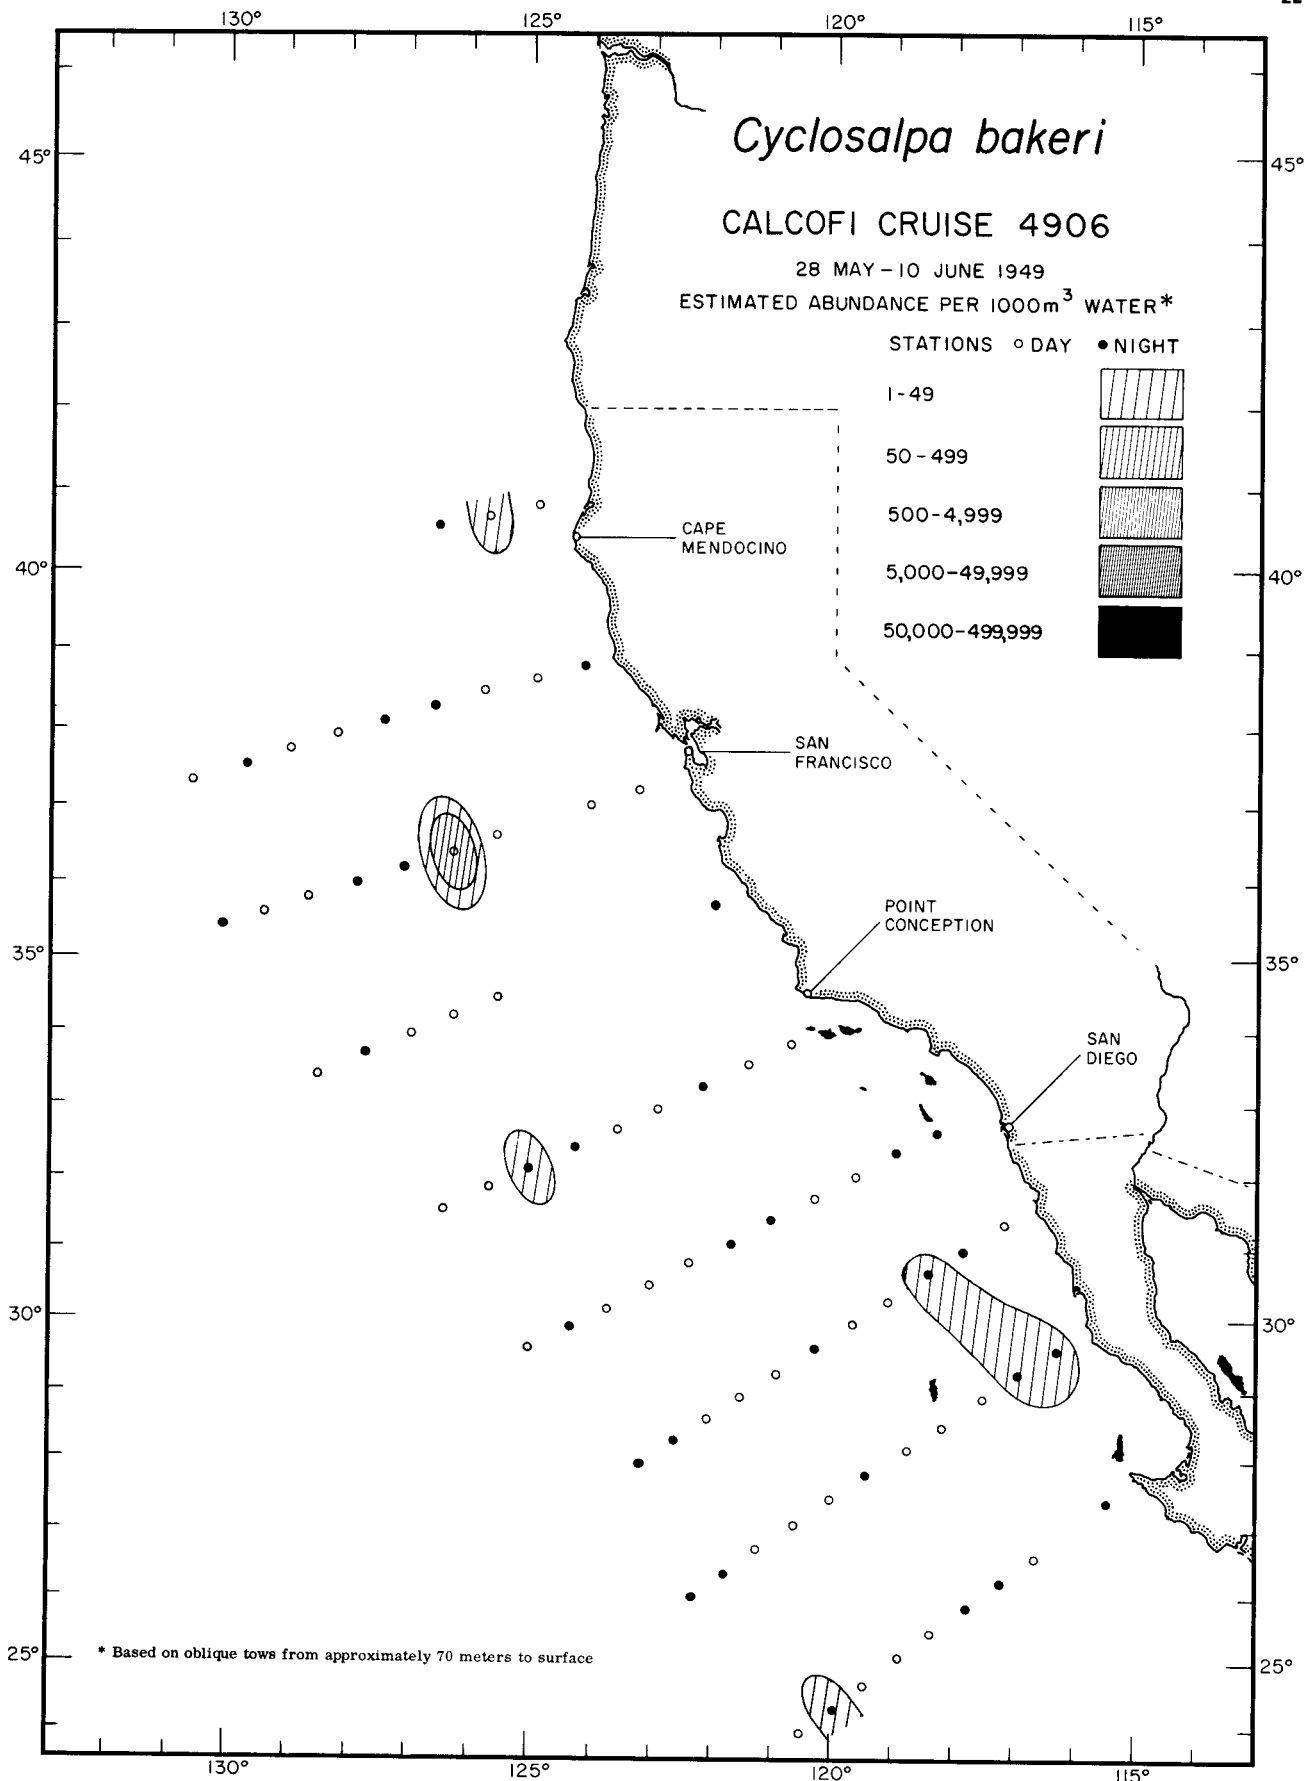 130°
125°
120°
115°
Cyclosalpa bakeri
45°
45°
CALCOFI CRUISE 4906
28 MAY – 10 JUNE 1949
ESTIMATED ABUNDANCE PER 1000m³ WATER*
STATIONS ○ DAY ● NIGHT
1 - 49
50 - 499
500 - 4,999
5,000 - 49,999
50,000 - 499,999
CAPE
MENDOCINO
40°
40°
SAN
FRANCISCO
POINT
CONCEPTION
35°
35°
SAN
DIEGO
30°
30°
25°
25°
* Based on oblique tows from approximately 70 meters to surface
130°
125°
120°
115°